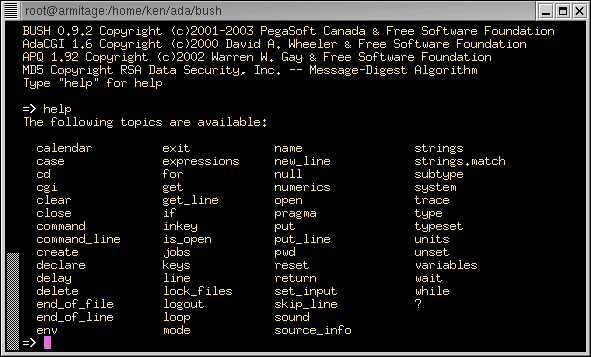 root@armitage:/home/ken/ada/bush
BUSH 0.9.2 Copyright (c)2001-2003 PegaSoft Canada & Free Software Foundation
AdaCGI 1.6 Copyright (c)2000 David A. Wheeler & Free Software Foundation
APQ 1.92 Copyright (c)2002 Warren W. Gay & Free Software Foundation
MD5 Copyright RSA Data Security, Inc. -- Message-Digest Algorithm
Type "help" for help
=> help
The following topics are available:
calendar exit name strings
case expressions new_line strings.match
cd for null subtype
cgi get numerics system
clear get_line open trace
close if pragma type
command inkey put typeset
command_line is_open put_line units
create jobs pwd unset
declare keys reset variables
delay line return wait
delete lock_files set_input while
end_of_file logout skip_line ?
end_of_line loop sound
env mode source_info
=>